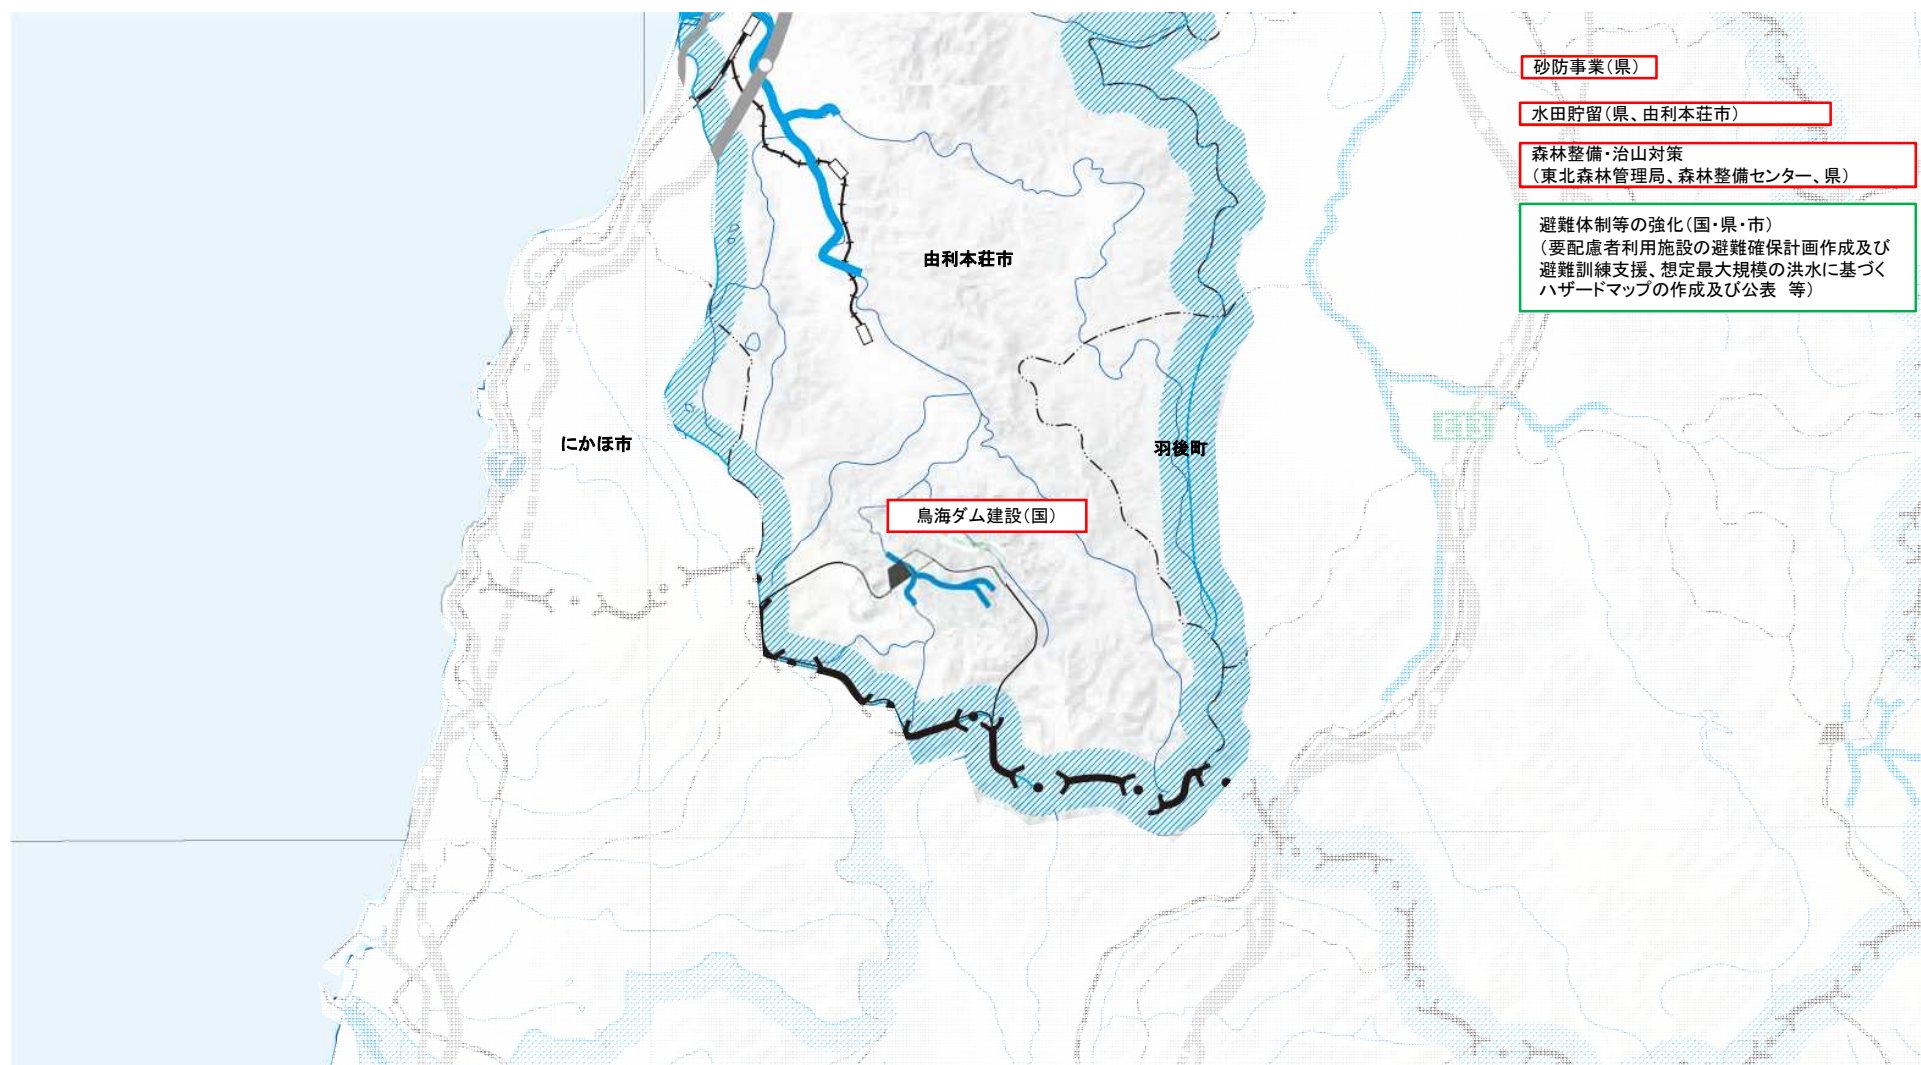 砂防事業(県)
水田貯留(県、由利本荘市)
森林整備・治山対策
(東北森林管理局、森林整備センター、県)
避難体制等の強化(国・県・市)
(要配慮者利用施設の避難確保計画作成及び
避難訓練支援、想定最大規模の洪水に基づく
ハザードマップの作成及び公表 等)
由利本荘市
にかほ市
羽後町
鳥海ダム建設(国)